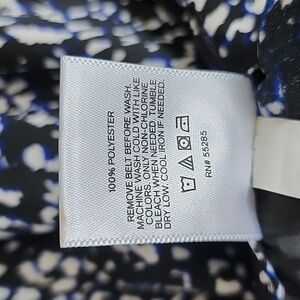 100% POLYESTER
REMOVE BELT BEFORE WASH.
MACHINE WASH COLD WITH LIKE
COLORS. ONLY NON-CHLORINE
BLEACH WHEN NEEDED. TUMBLE
DRY LOW. COOL IRON IF NEEDED.
RN# 55285